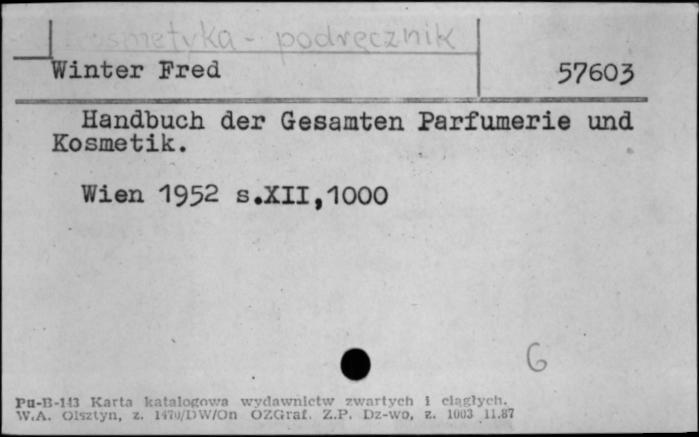 Kosmetyka - podręcznik
Winter Fred 57603
Handbuch der Gesamten Parfumerie und
Kosmetik.
Wien 1952 s.XII,1000
G
Pu-B-143 Karta katalogowa wydawnictw zwartych i ciągłych.
W.A. Olsztyn, z. 1470/DW/On OZGraf. Z.P. Dz-wo, z. 1003 11.87